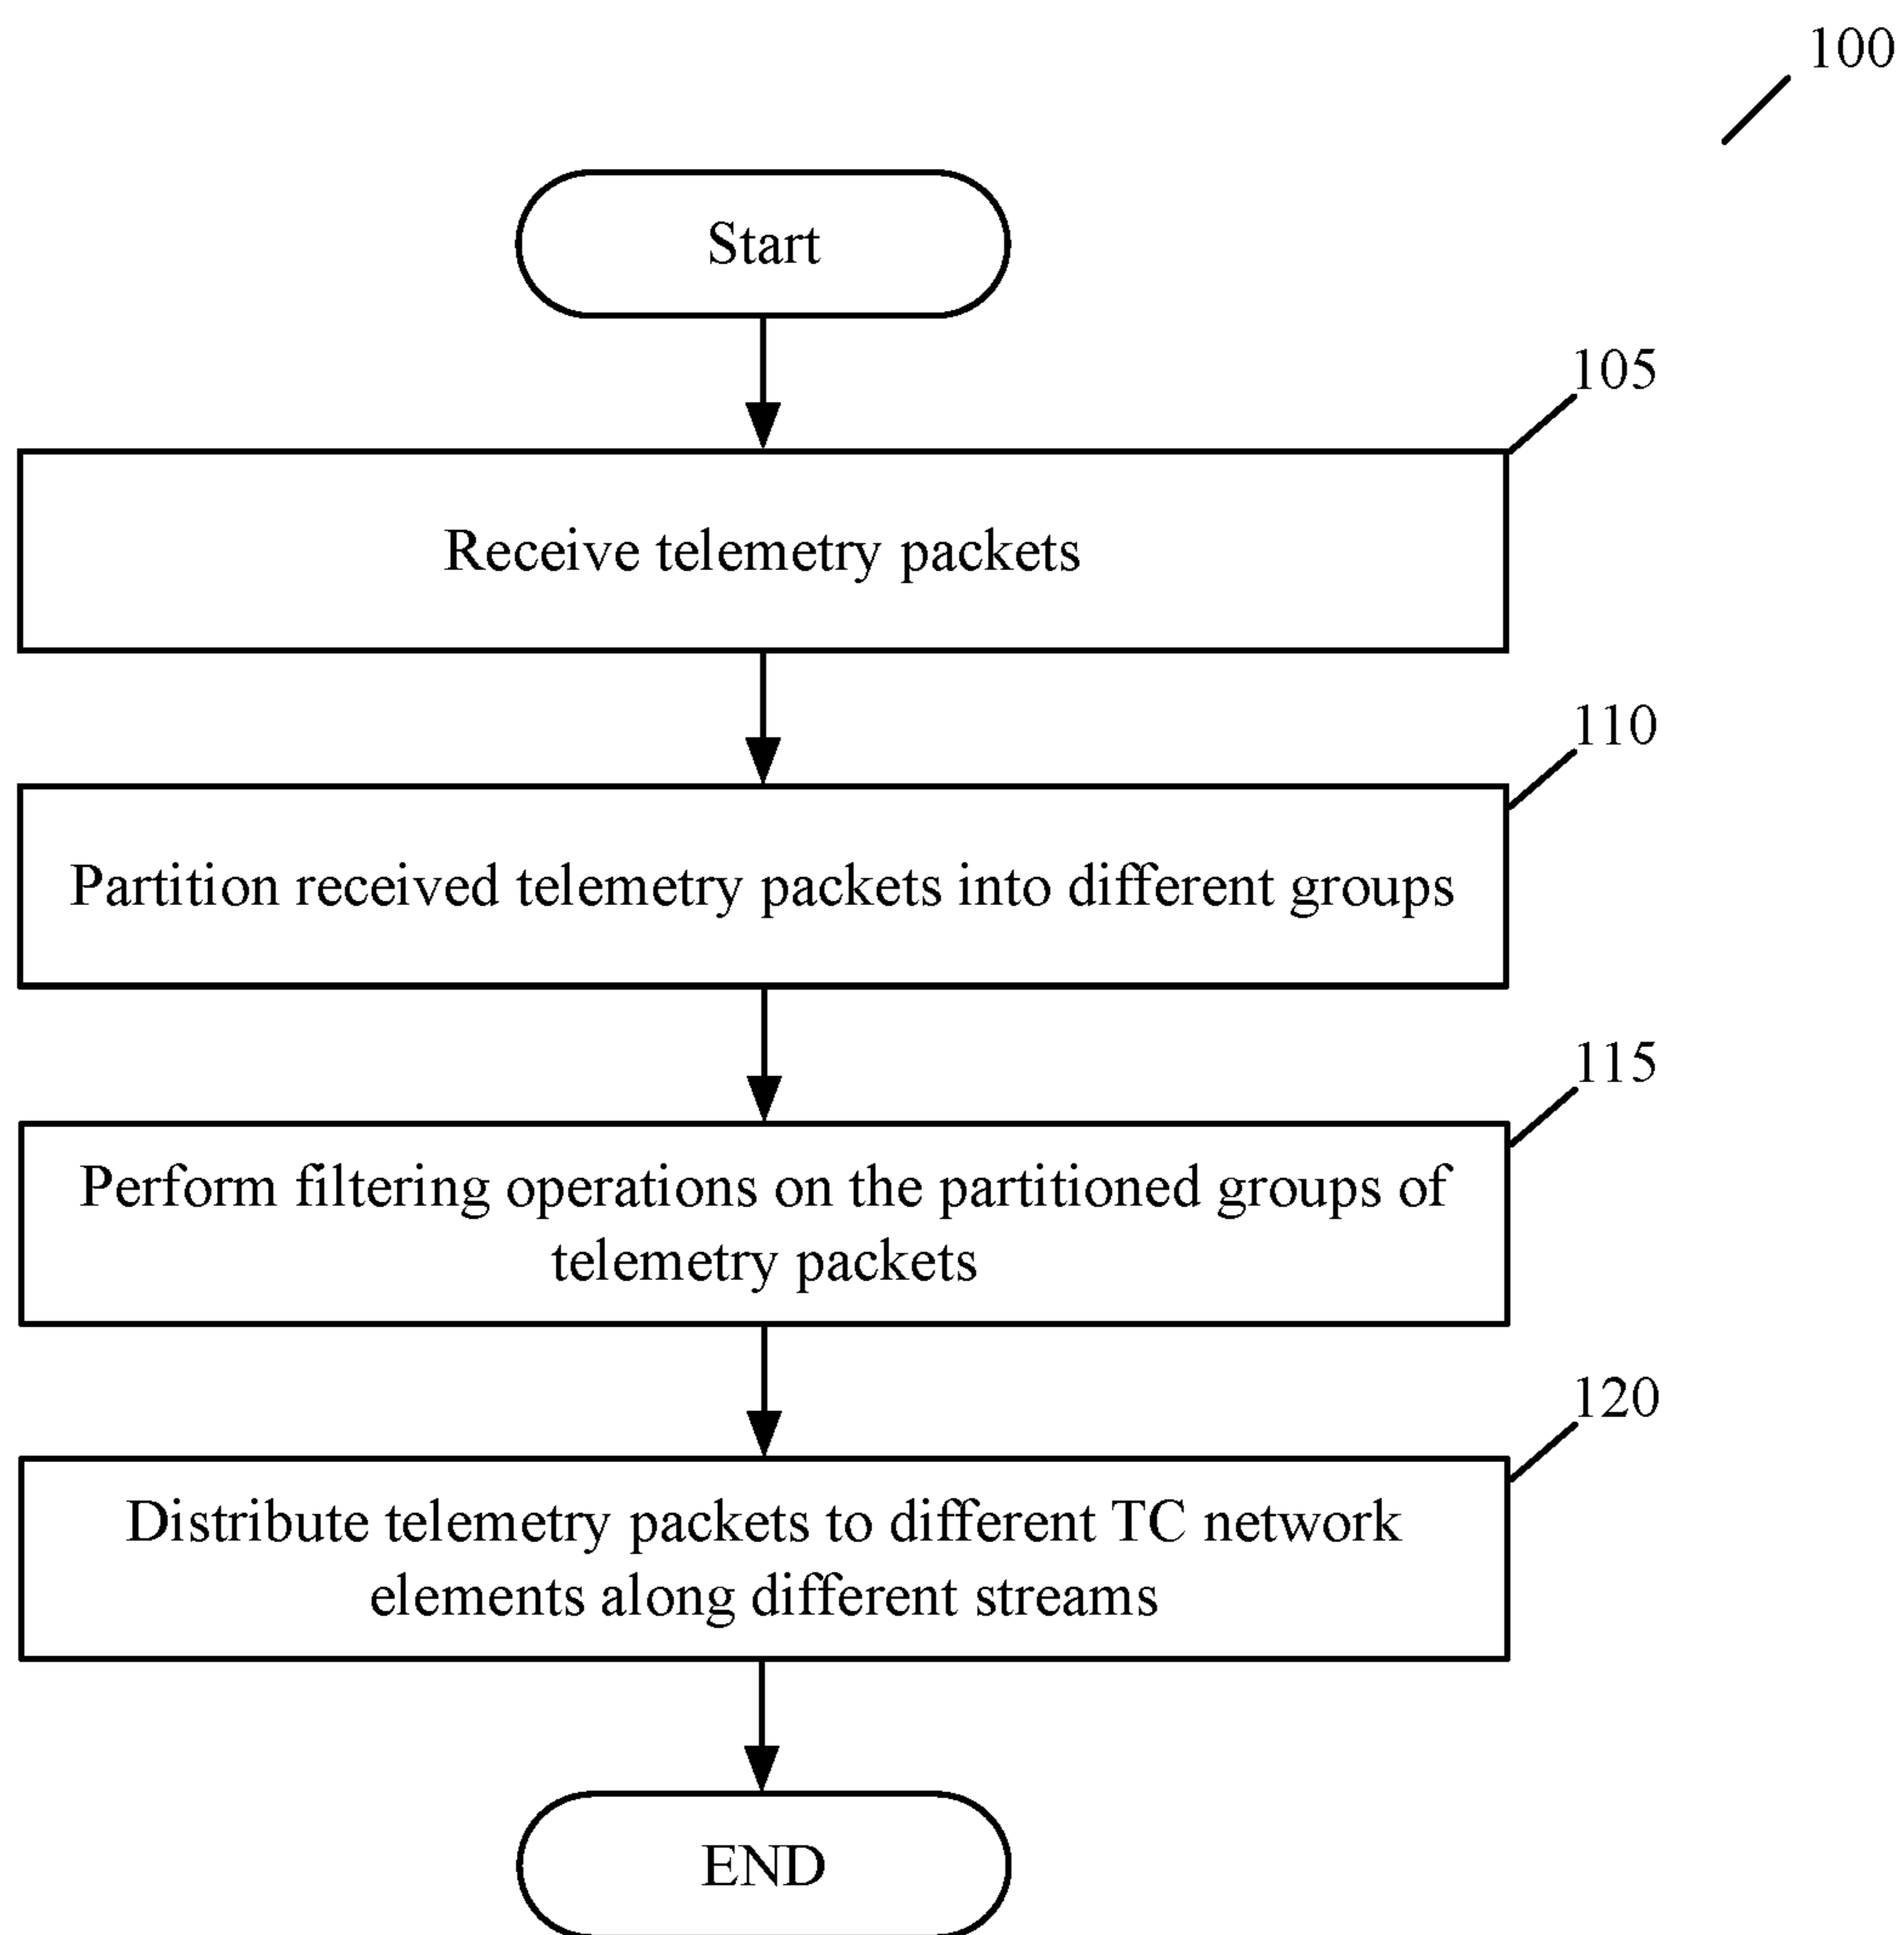 100
Start
105
Receive telemetry packets
110
Partition received telemetry packets into different groups
115
Perform filtering operations on the partitioned groups of
telemetry packets
120
Distribute telemetry packets to different TC network
elements along different streams
END